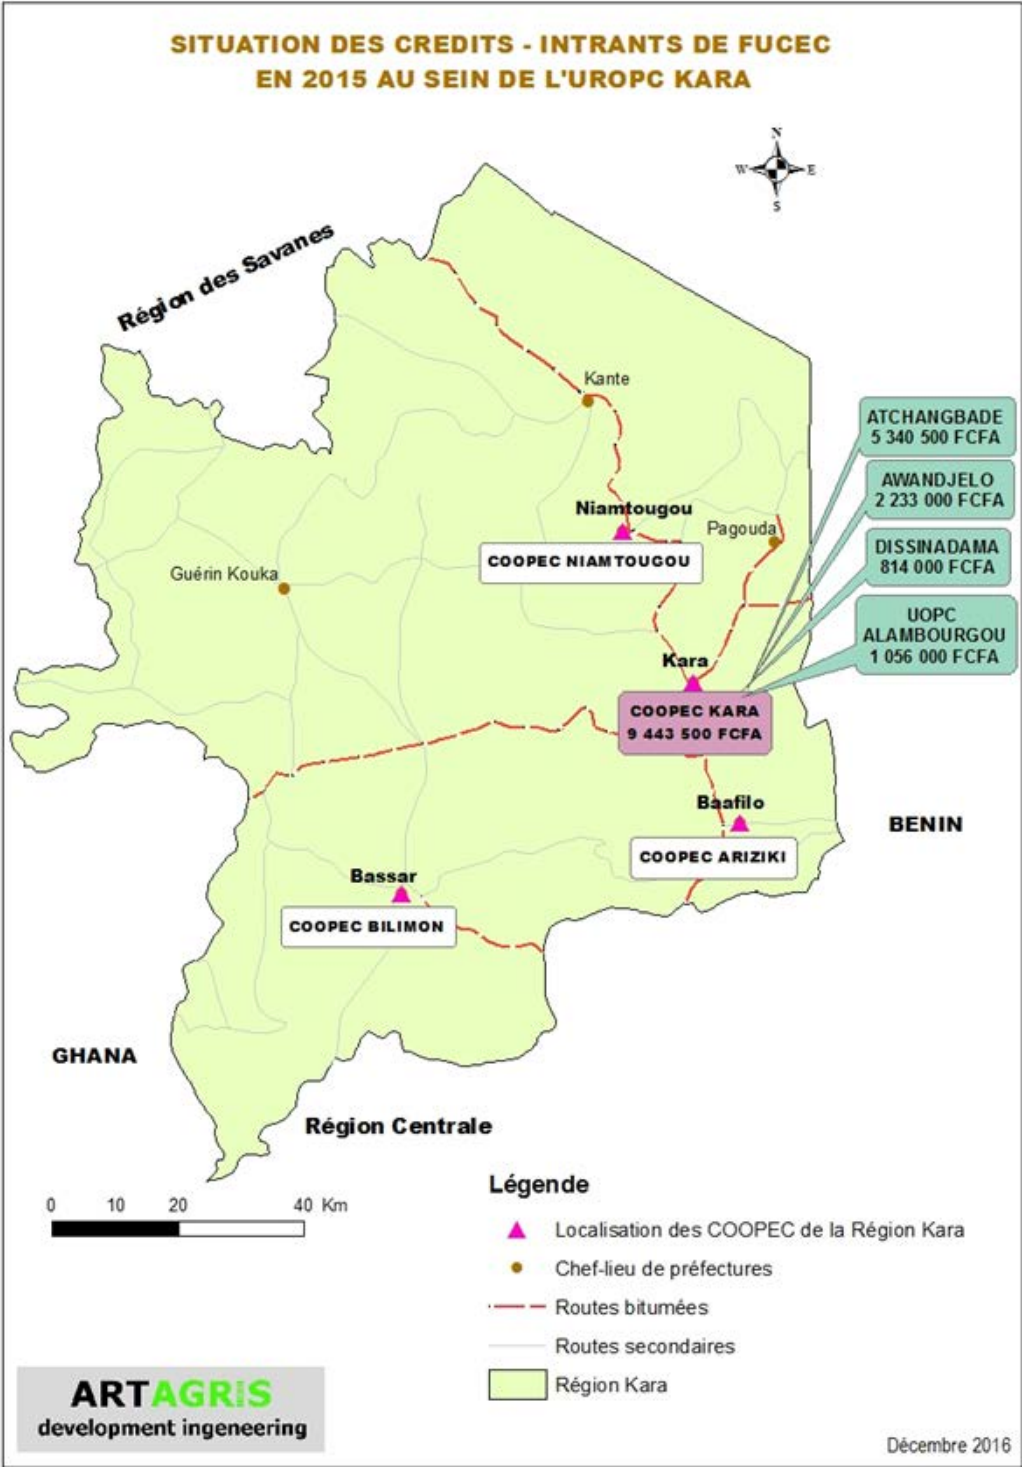 SITUATION DES CREDITS - INTRANTS DE FUCEC
EN 2015 AU SEIN DE L'UROPC KARA
N
W
E
S
Région des Savanes
Kante
ATCHANGBADE
5 340 500 FCFA
AWANDJELO
2 233 000 FCFA
Niamtougou
Pagouda
COOPEC NIAMTOUGOU
DISSINADAMA
814 000 FCFA
Guérin Kouka
UOPC
ALAMBOURGOU
1 056 000 FCFA
Kara
COOPEC KARA
9 443 500 FCFA
Baafilo
BENIN
COOPEC ARIZIKI
Bassar
COOPEC BILIMON
GHANA
Région Centrale
Légende
0 10 20 40 Km
Localisation des COOPEC de la Région Kara
Chef-lieu de préfectures
Routes bitumées
Routes secondaires
Région Kara
ARTAGRIS
development ingeneering
Décembre 2016